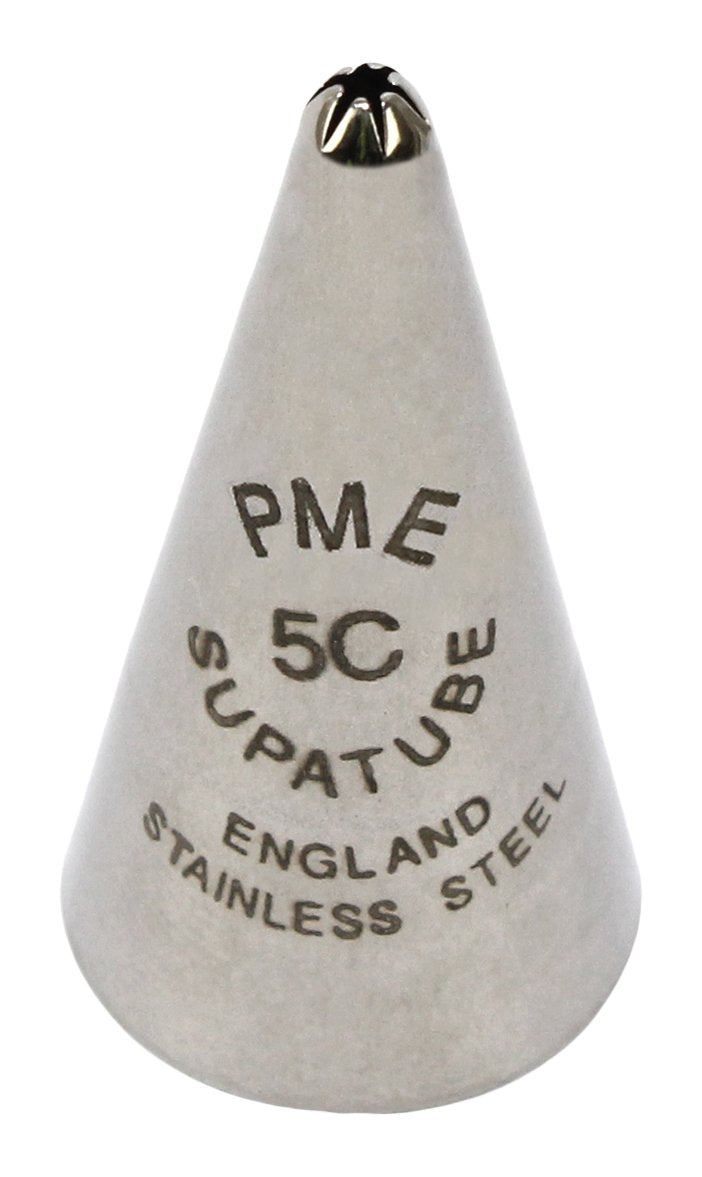 PME
5C
SUPATUBE
ENGLAND
STAINLESS STEEL